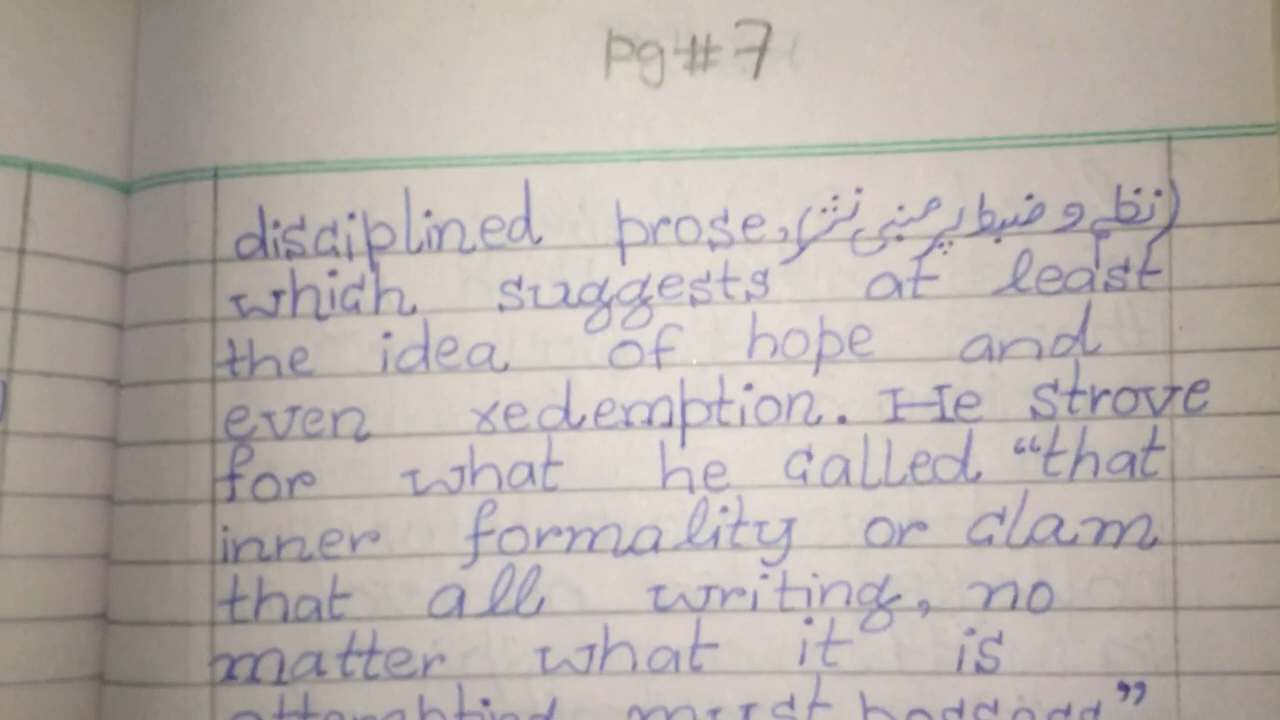 pg#7
disciplined prose, (نظم و ضبط پر مبنی نثر)
which suggests at least
the idea of hope and
even redemption. He strove
for what he called “that
inner formality or clam
that all writing, no
matter what it is
must ”